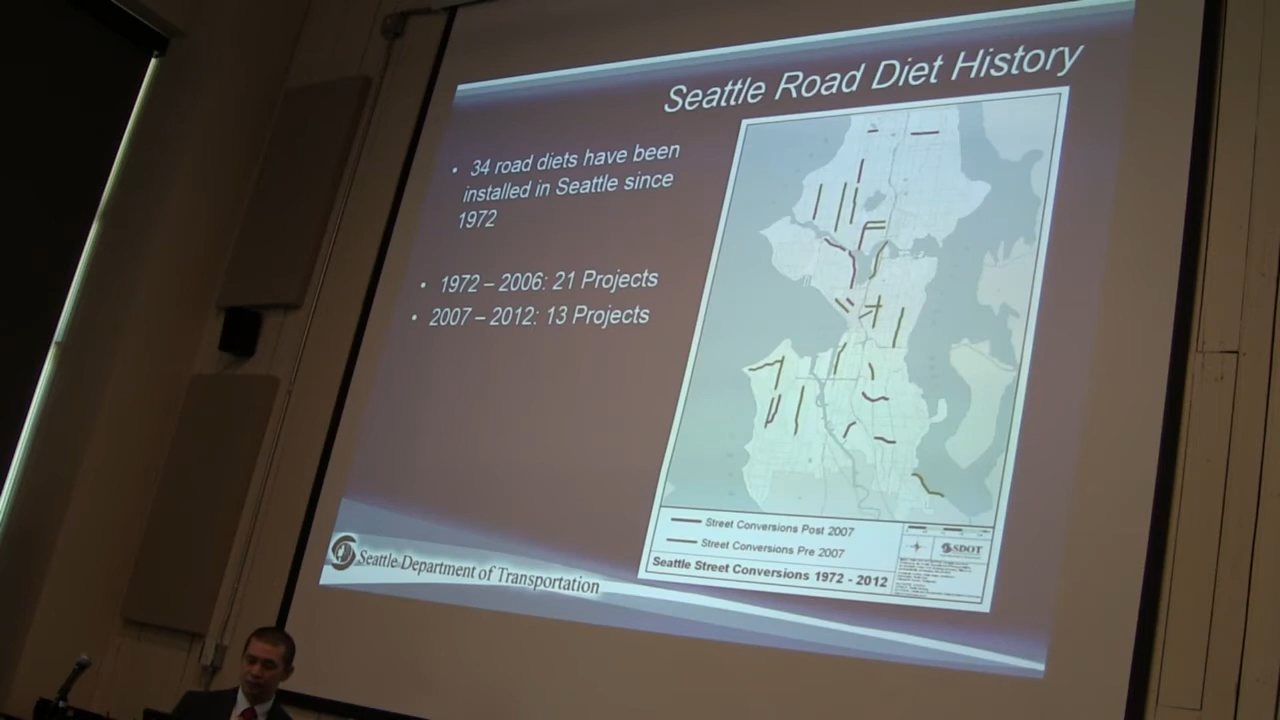 Seattle Road Diet History
• 34 road diets have been
installed in Seattle since
1972
• 1972 – 2006: 21 Projects
• 2007 – 2012: 13 Projects
Street Conversions Post 2007
Street Conversions Pre 2007
Seattle Street Conversions 1972 - 2012
SDOT
Seattle Department of Transportation